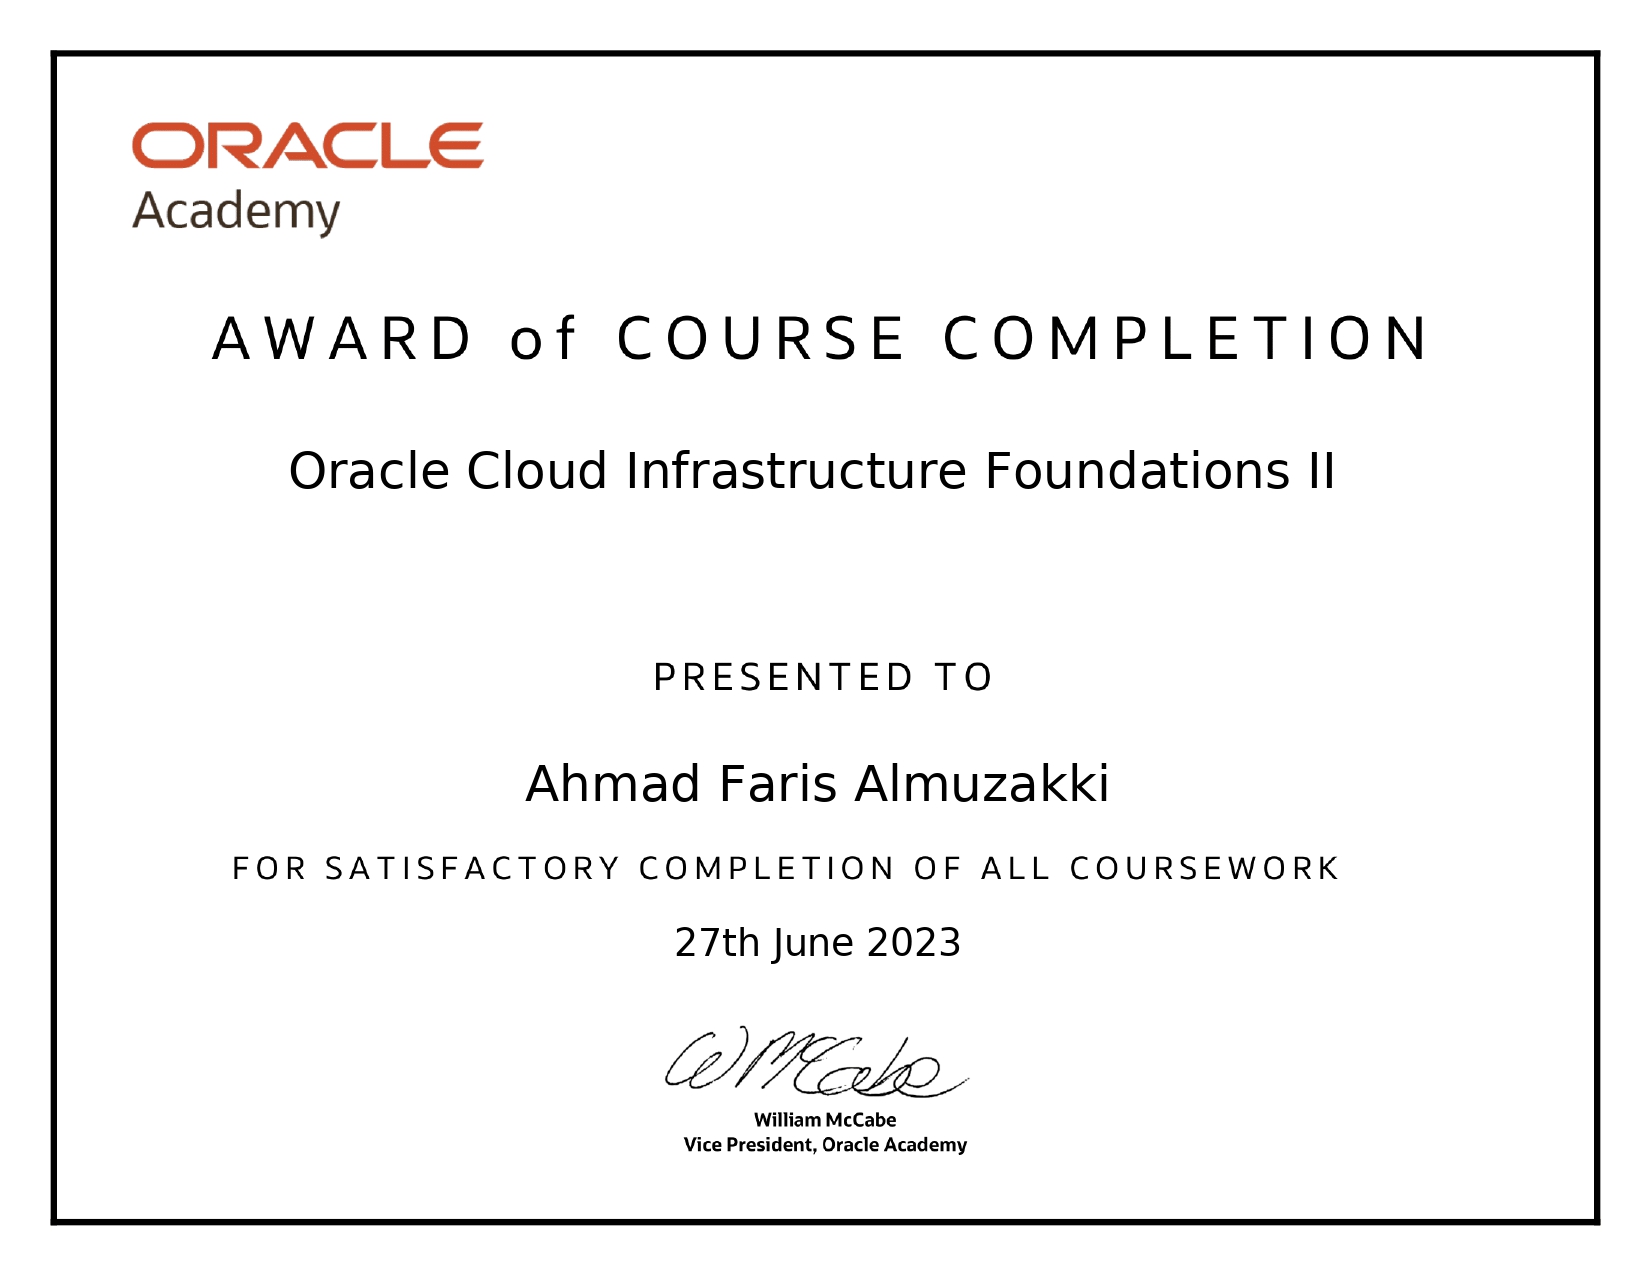 ORACLE
Academy
AWARD of COURSE COMPLETION
Oracle Cloud Infrastructure Foundations II
PRESENTED TO
Ahmad Faris Almuzakki
FOR SATISFACTORY COMPLETION OF ALL COURSEWORK
27th June 2023
WMcCabe
William McCabe
Vice President, Oracle Academy